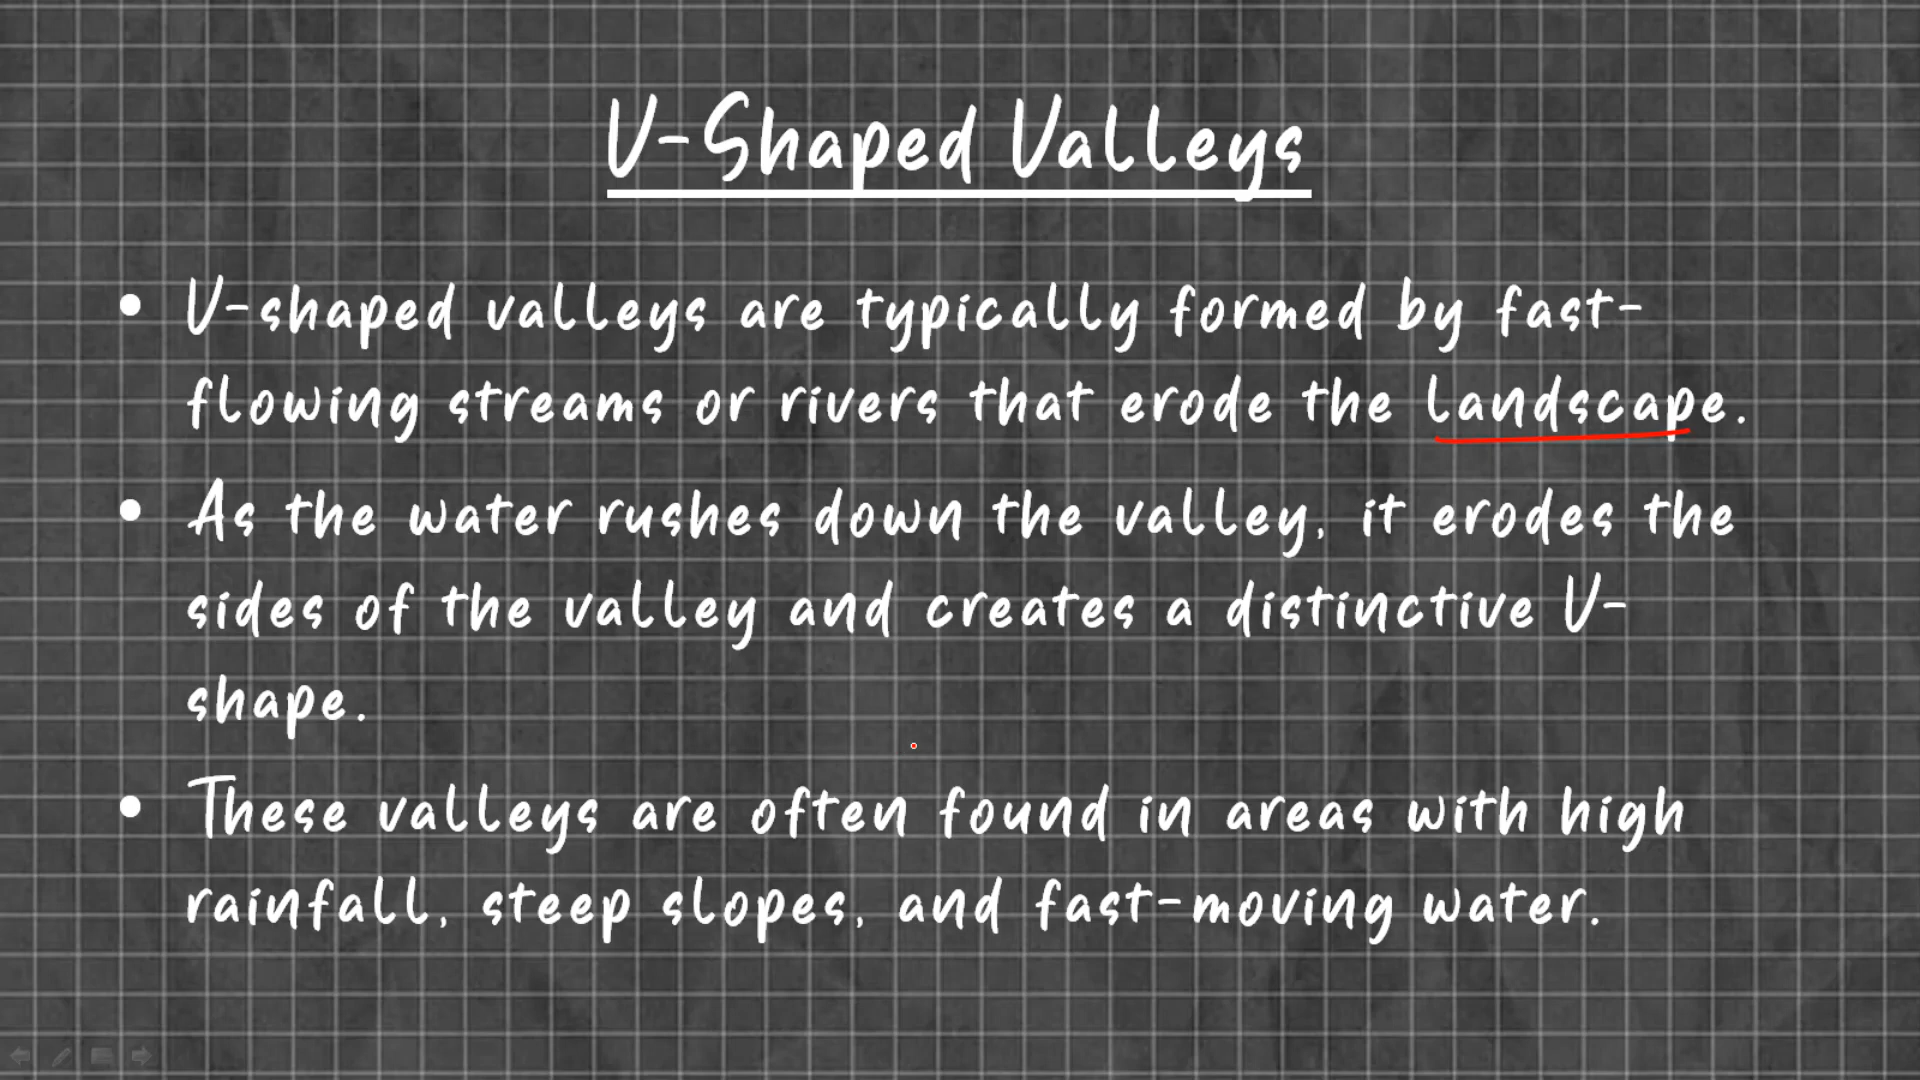 V-Shaped Valleys
• V-shaped valleys are typically formed by fast-
flowing streams or rivers that erode the landscape.
• As the water rushes down the valley, it erodes the
sides of the valley and creates a distinctive V-
shape.
• These valleys are often found in areas with high
rainfall, steep slopes, and fast-moving water.